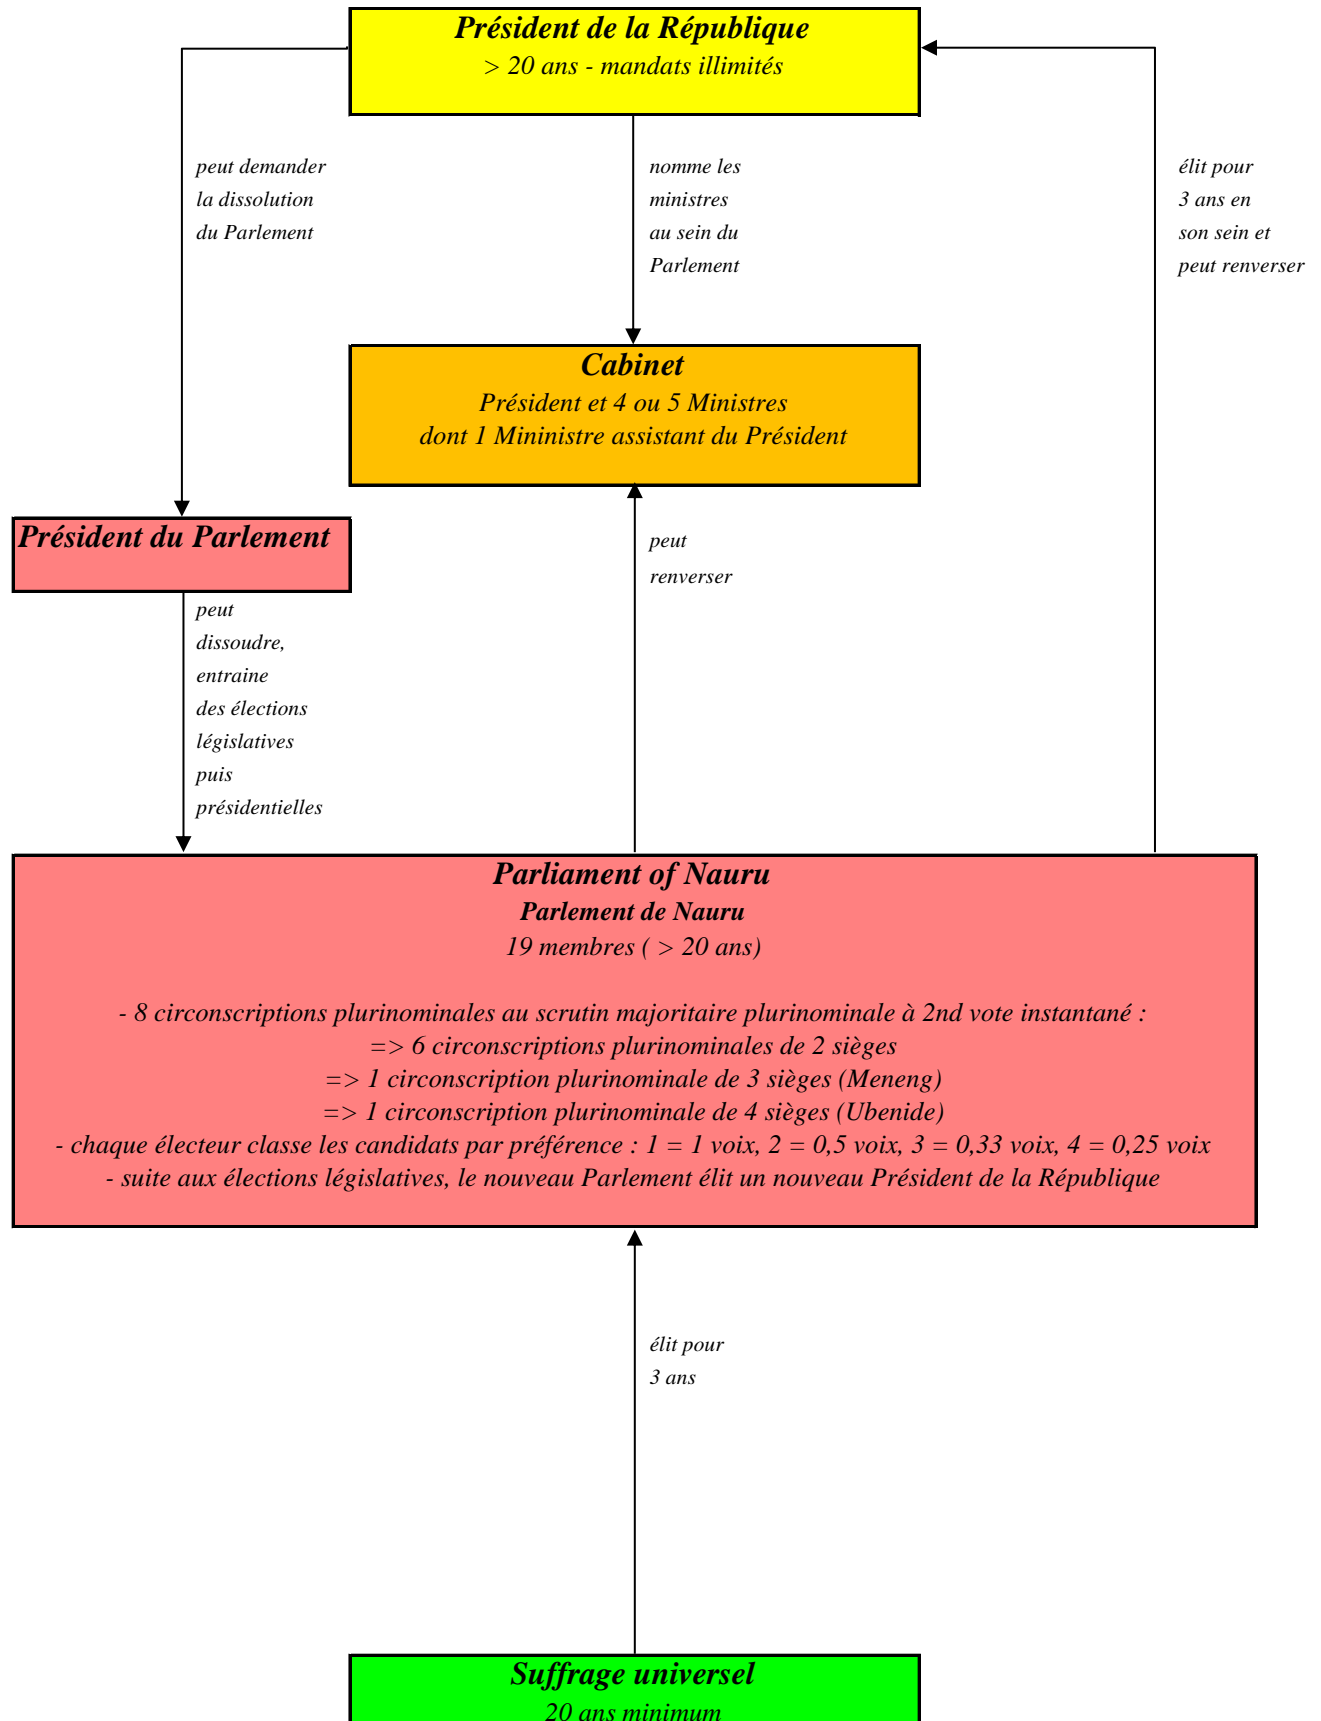 Président de la République
> 20 ans - mandats illimités
peut demander
la dissolution
du Parlement
nomme les
ministres
au sein du
Parlement
élit pour
3 ans en
son sein et
peut renverser
Cabinet
Président et 4 ou 5 Ministres
dont 1 Mininistre assistant du Président
Président du Parlement
peut
renverser
peut
dissoudre,
entraine
des élections
législatives
puis
présidentielles
Parliament of Nauru
Parlement de Nauru
19 membres ( > 20 ans)
- 8 circonscriptions plurinominales au scrutin majoritaire plurinominale à 2nd vote instantané :
=> 6 circonscriptions plurinominales de 2 sièges
=> 1 circonscription plurinominale de 3 sièges (Meneng)
=> 1 circonscription plurinominale de 4 sièges (Ubenide)
- chaque électeur classe les candidats par préférence : 1 = 1 voix, 2 = 0,5 voix, 3 = 0,33 voix, 4 = 0,25 voix
- suite aux élections législatives, le nouveau Parlement élit un nouveau Président de la République
élit pour
3 ans
Suffrage universel
20 ans minimum